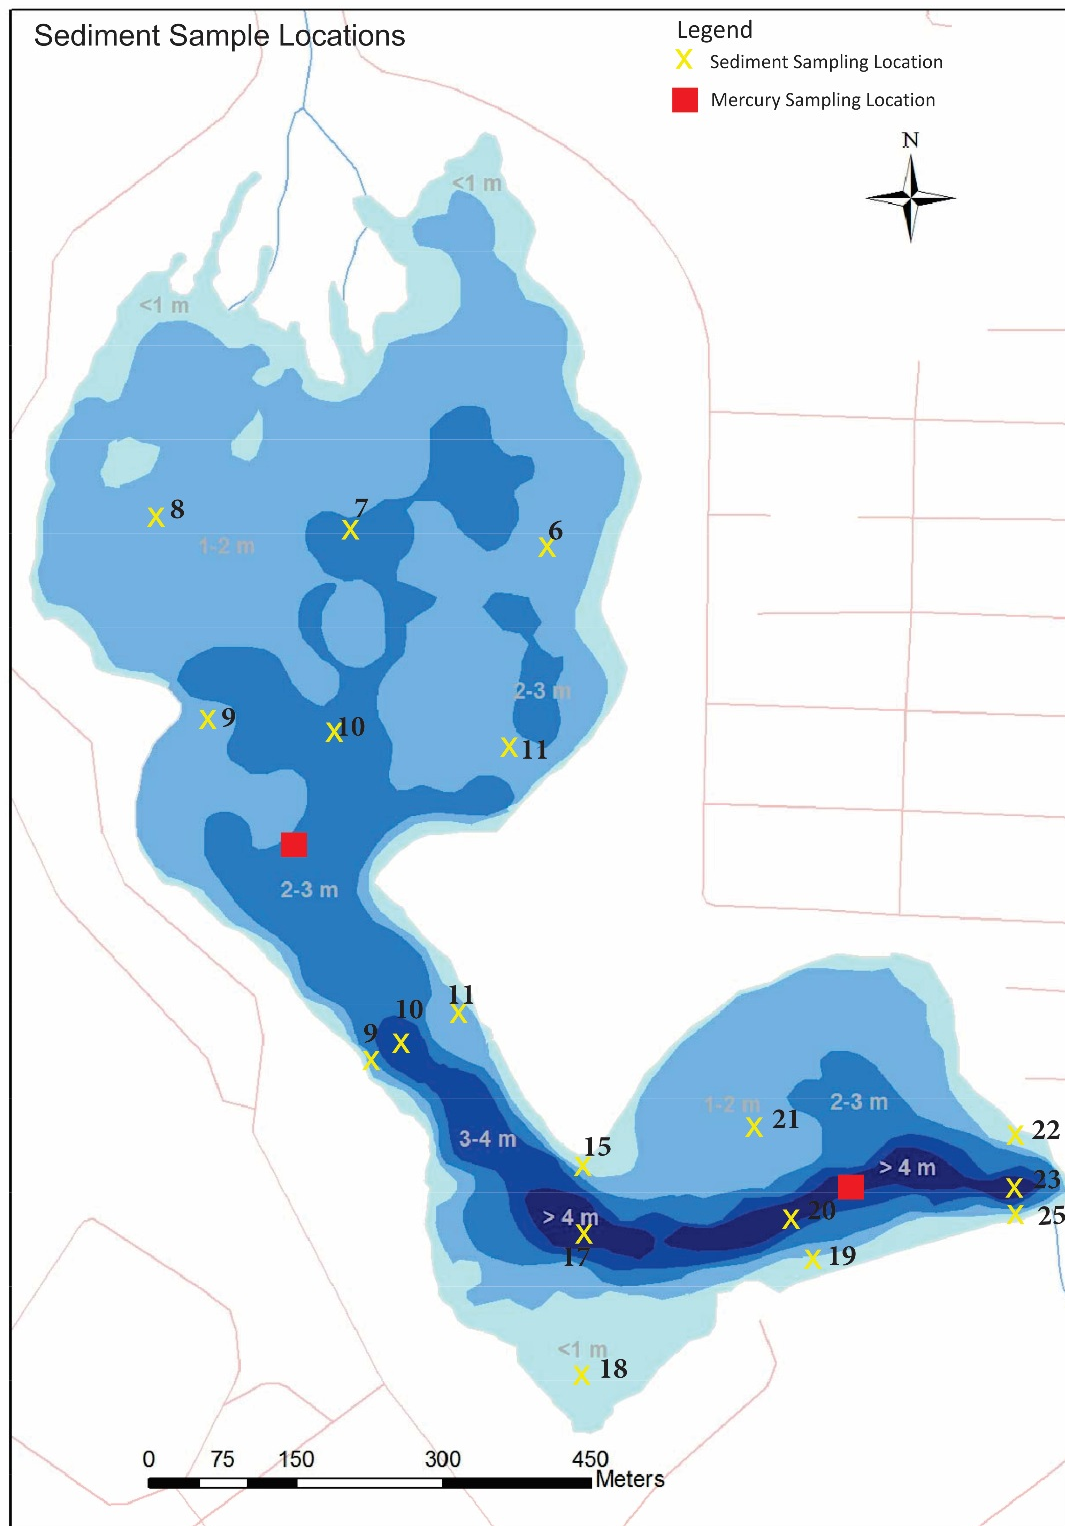 Sediment Sample Locations
Legend
X Sediment Sampling Location
Mercury Sampling Location
N
<1 m
<1 m
8
7
6
1-2 m
2-3 m
9
10
11
2-3 m
11
10
9
1-2 m
2-3 m
21
22
3-4 m
15
> 4 m
23
> 4 m
20
25
17
19
<1 m
18
0 75 150 300 450
Meters